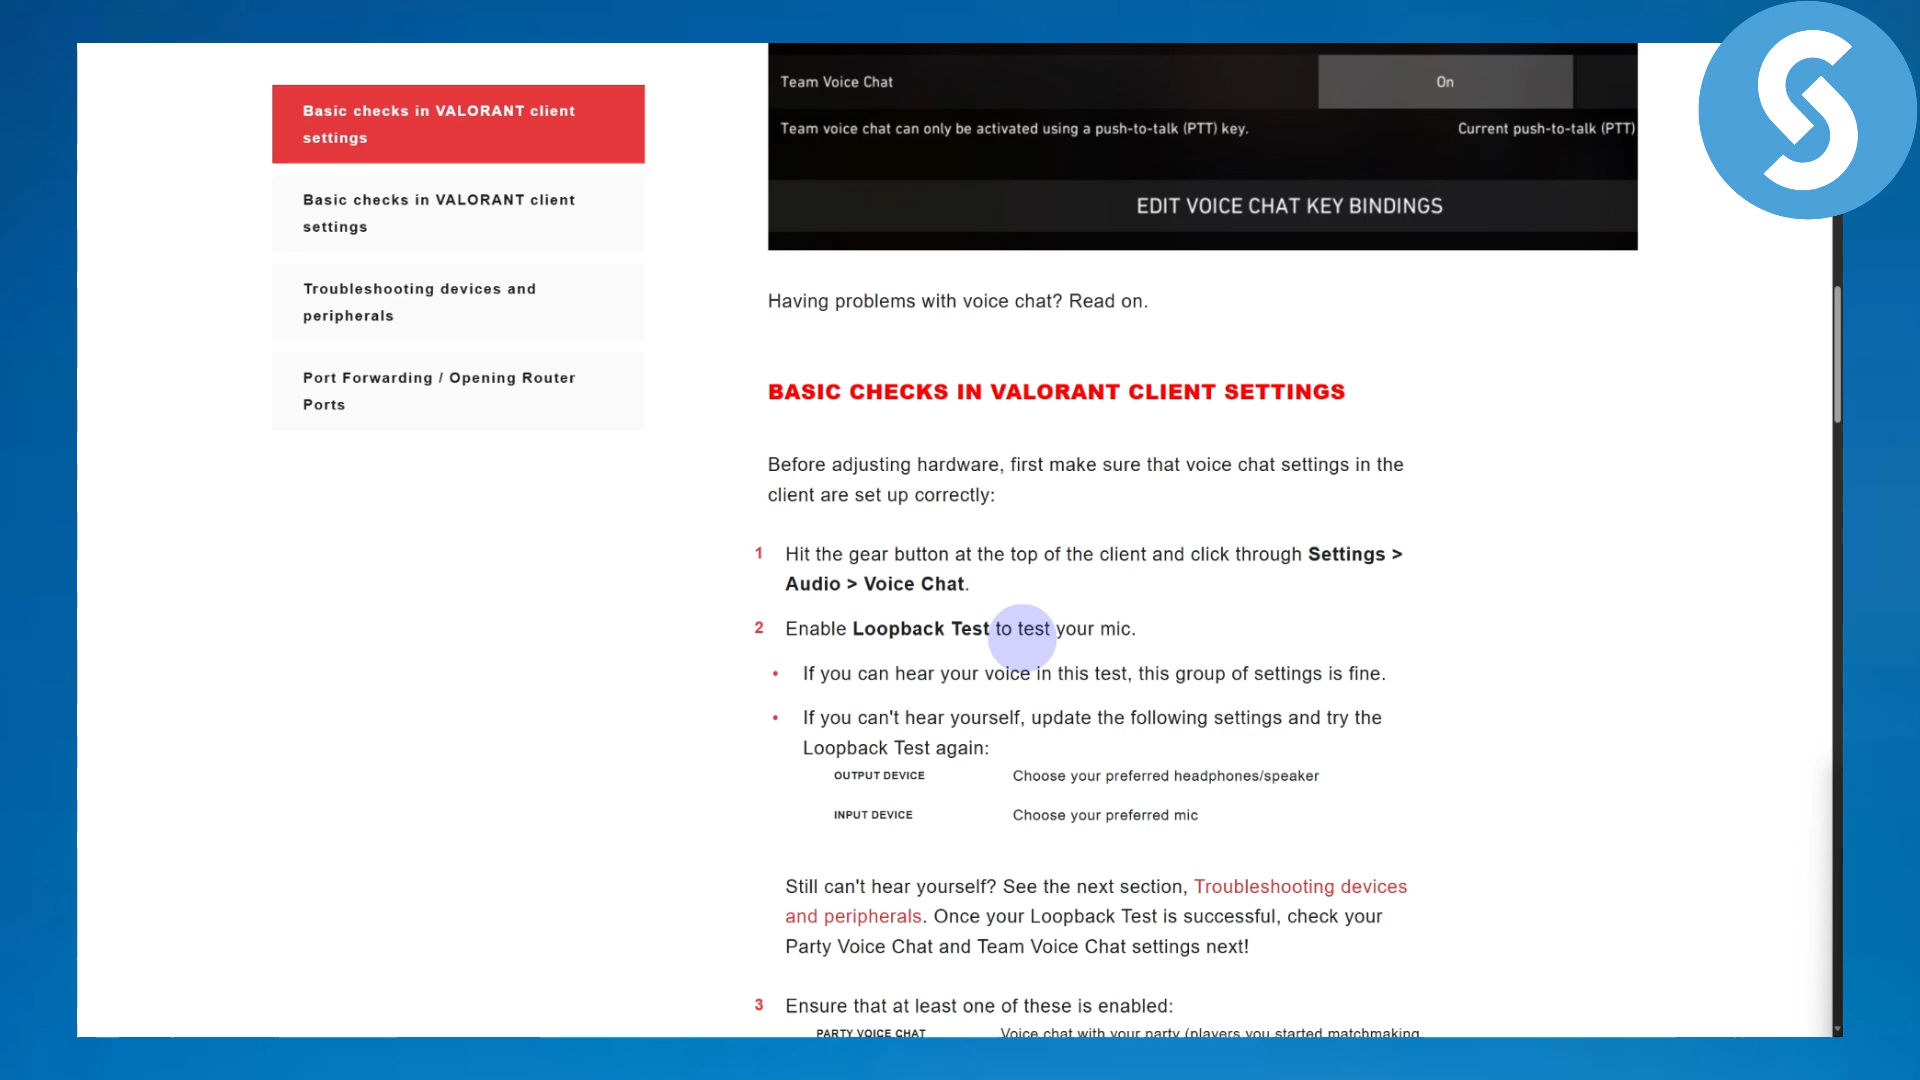 Basic checks in VALORANT client
settings
Basic checks in VALORANT client
settings
Troubleshooting devices and
peripherals
Port Forwarding / Opening Router
Ports
Team Voice Chat On
Team voice chat can only be activated using a push-to-talk (PTT) key. Current push-to-talk (PTT)
EDIT VOICE CHAT KEY BINDINGS
Having problems with voice chat? Read on.
BASIC CHECKS IN VALORANT CLIENT SETTINGS
Before adjusting hardware, first make sure that voice chat settings in the
client are set up correctly:
1 Hit the gear button at the top of the client and click through Settings >
Audio > Voice Chat.
2 Enable Loopback Test to test your mic.
• If you can hear your voice in this test, this group of settings is fine.
• If you can't hear yourself, update the following settings and try the
Loopback Test again:
OUTPUT DEVICE Choose your preferred headphones/speaker
INPUT DEVICE Choose your preferred mic
Still can't hear yourself? See the next section, Troubleshooting devices
and peripherals. Once your Loopback Test is successful, check your
Party Voice Chat and Team Voice Chat settings next!
3 Ensure that at least one of these is enabled:
PARTY VOICE CHAT Voice chat with your party (players you started matchmaking